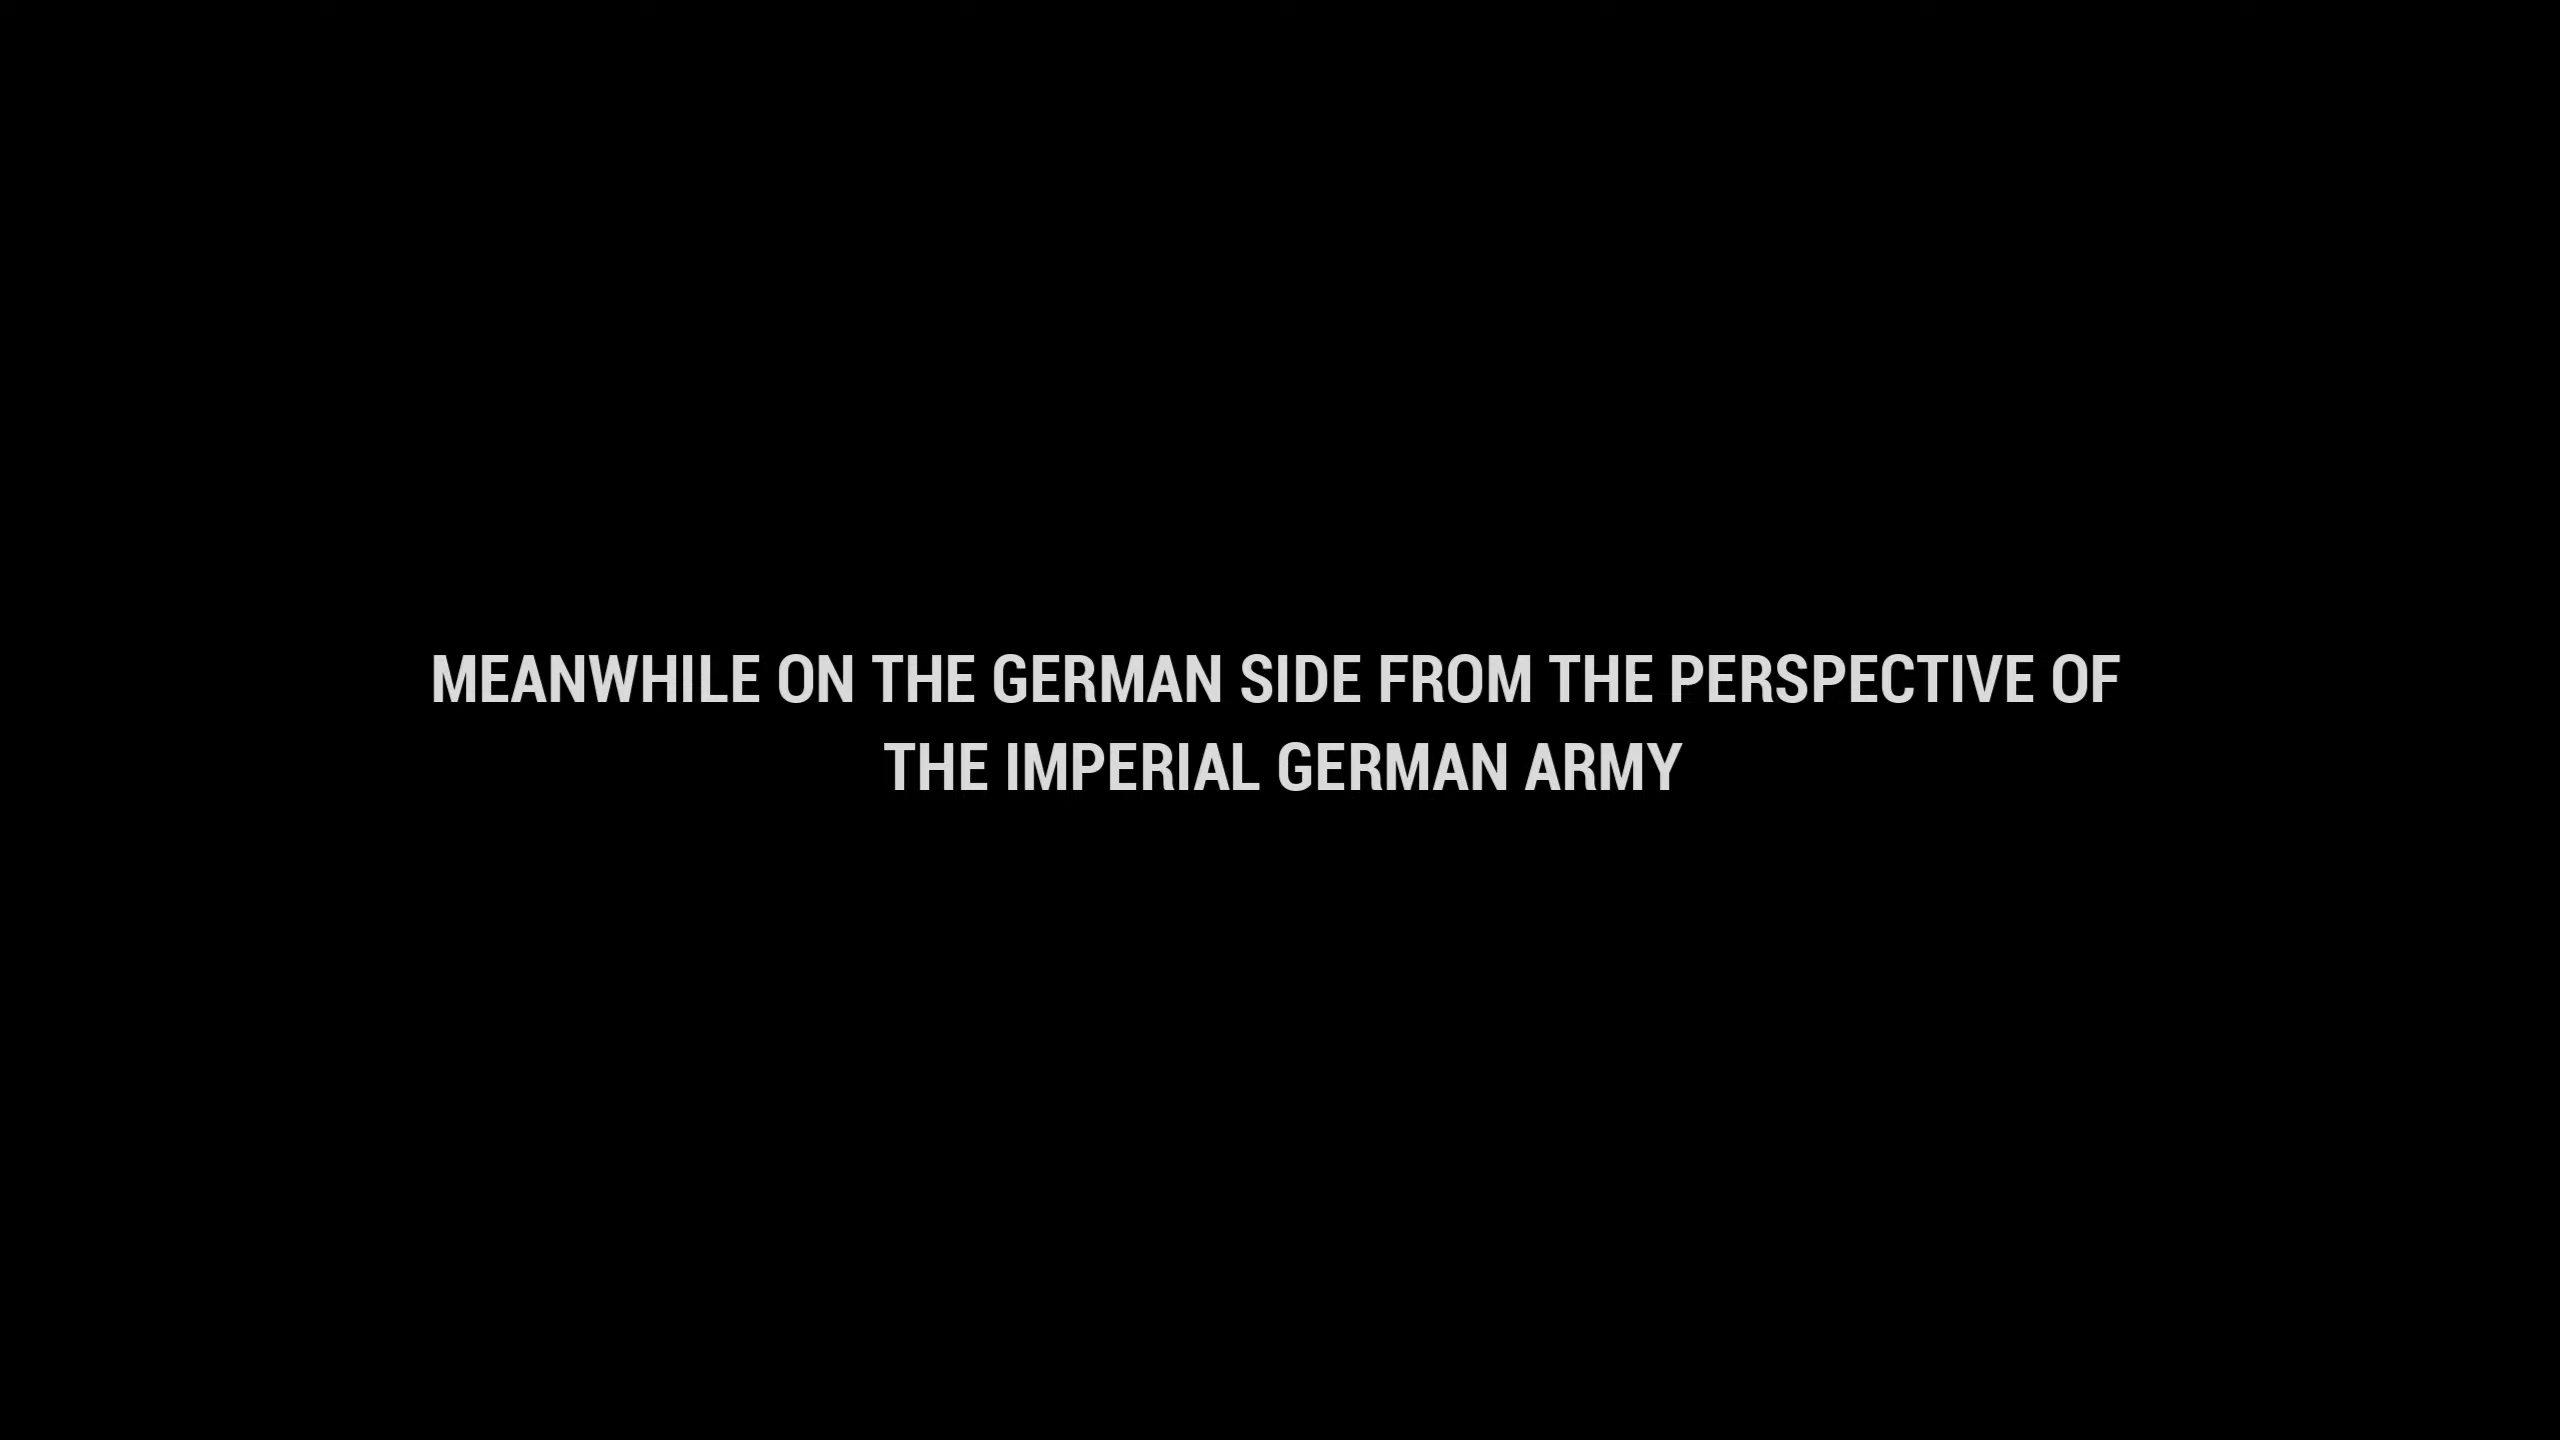 MEANWHILE ON THE GERMAN SIDE FROM THE PERSPECTIVE OF
THE IMPERIAL GERMAN ARMY